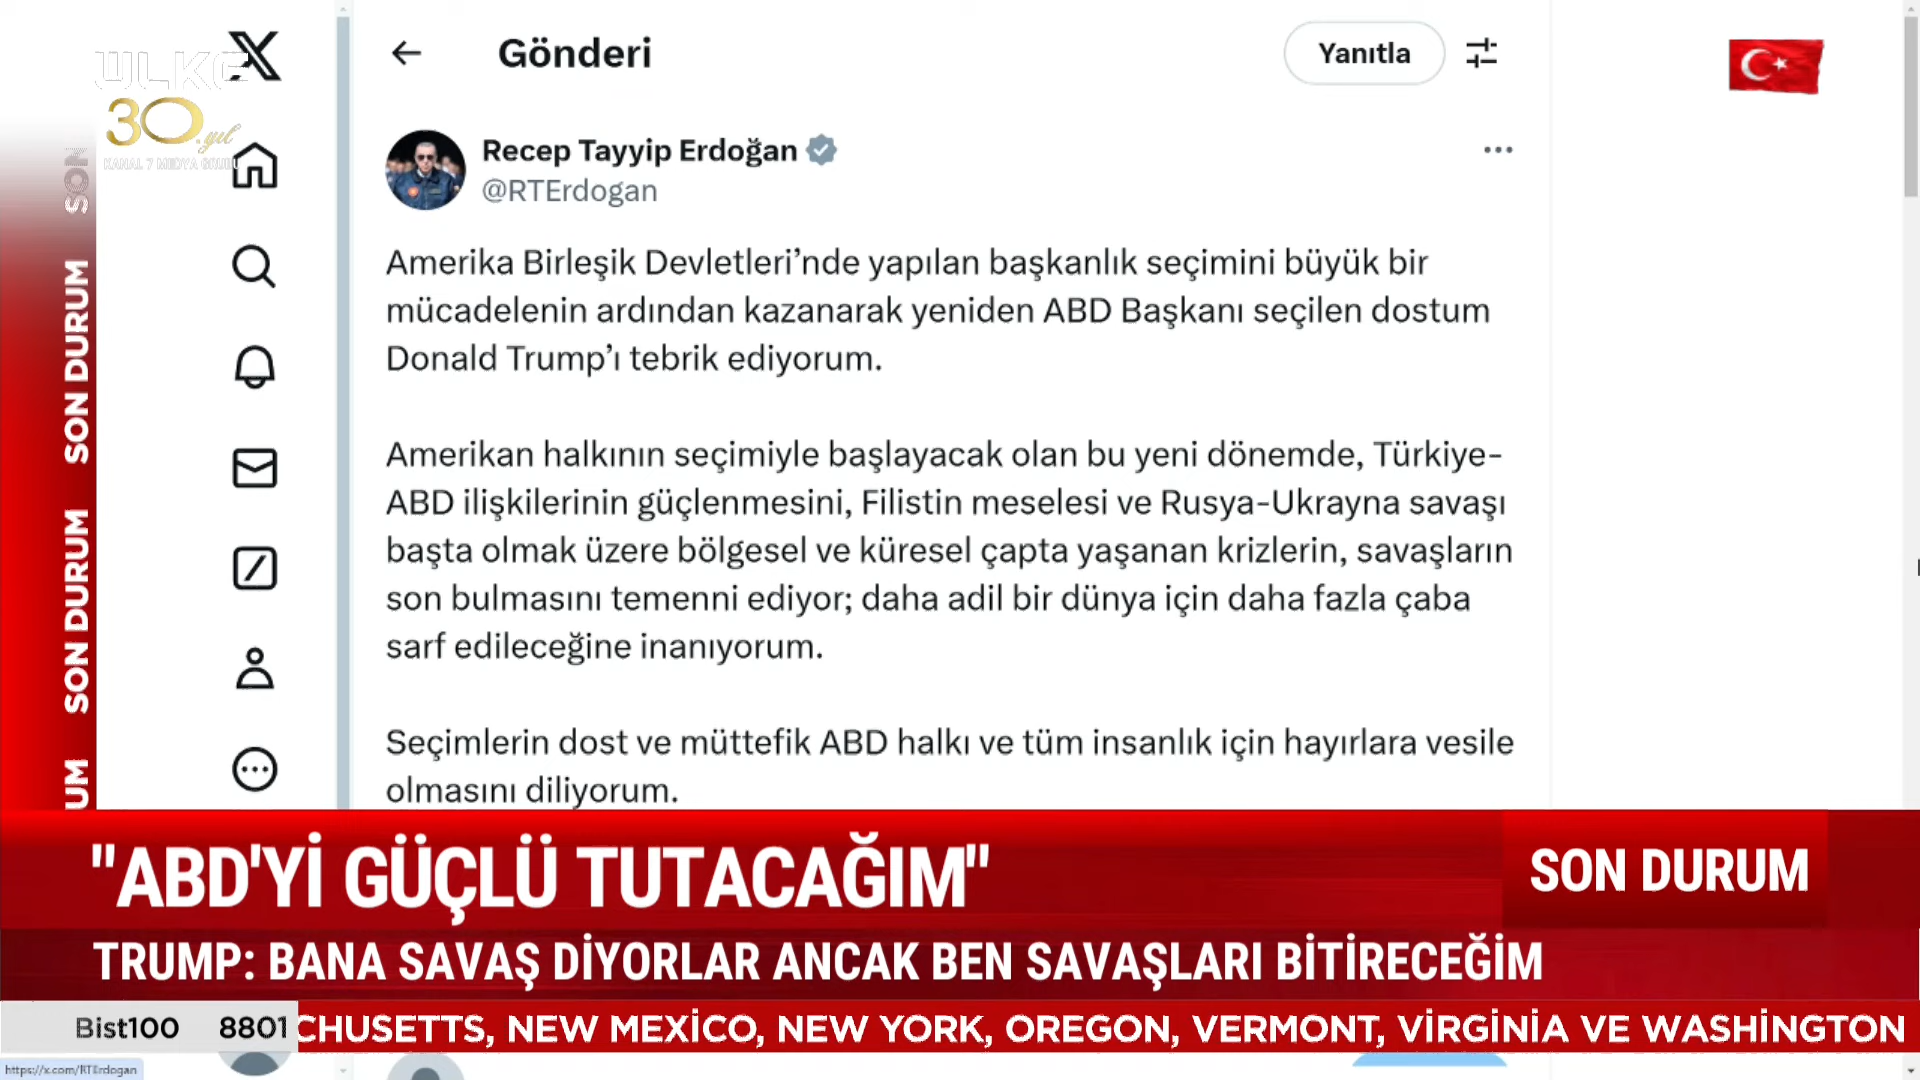 ÜLKE
30.yıl
KANAL 7 MEDYA GRUBU
Gönderi
Yanıtla
Recep Tayyip Erdoğan
@RTErdogan
Amerika Birleşik Devletleri’nde yapılan başkanlık seçimini büyük bir
mücadelenin ardından kazanarak yeniden ABD Başkanı seçilen dostum
Donald Trump’ı tebrik ediyorum.
Amerikan halkının seçimiyle başlayacak olan bu yeni dönemde, Türkiye-
ABD ilişkilerinin güçlenmesini, Filistin meselesi ve Rusya-Ukrayna savaşı
başta olmak üzere bölgesel ve küresel çapta yaşanan krizlerin, savaşların
son bulmasını temenni ediyor; daha adil bir dünya için daha fazla çaba
sarf edileceğine inanıyorum.
Seçimlerin dost ve müttefik ABD halkı ve tüm insanlık için hayırlara vesile
olmasını diliyorum.
SON
SON DURUM
SON DURUM
UM
"ABD'Yİ GÜÇLÜ TUTACAĞIM"
SON DURUM
TRUMP: BANA SAVAŞ DİYORLAR ANCAK BEN SAVAŞLARI BİTİRECEĞİM
Bist100 8801
CHUSETTS, NEW MEXİCO, NEW YORK, OREGON, VERMONT, VİRGİNİA VE WASHİNGTON
https://x.com/RTErdogan